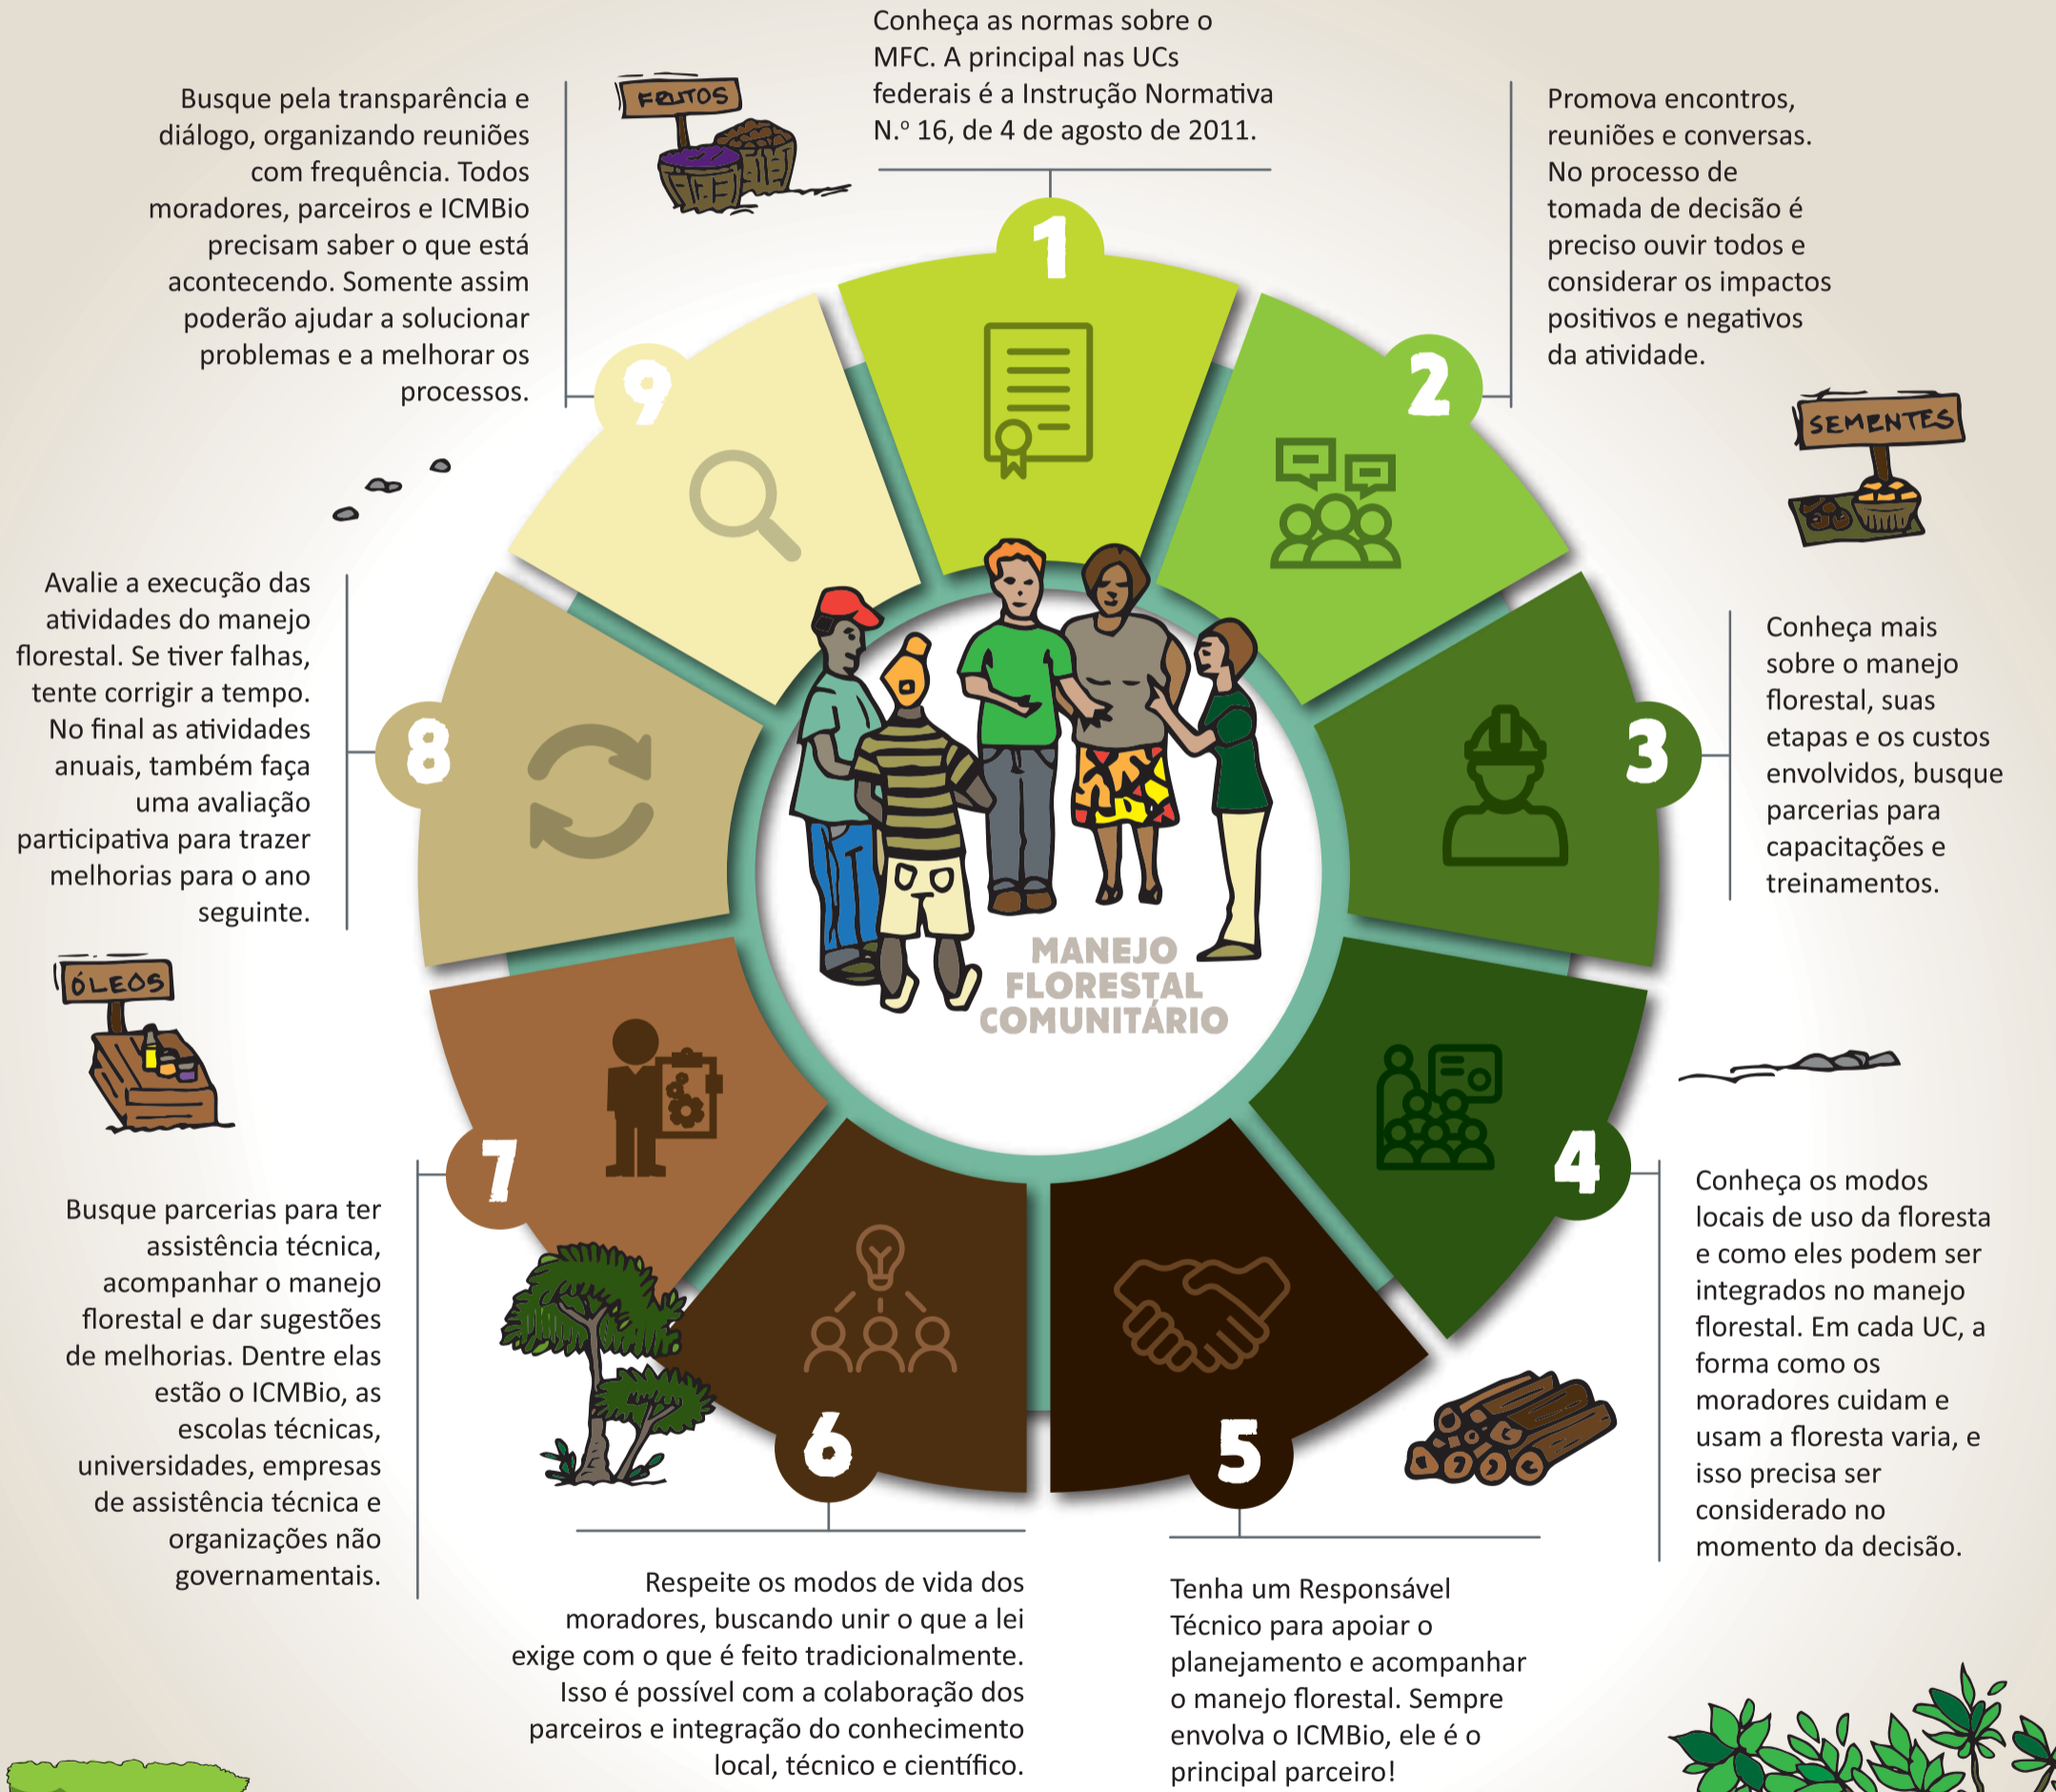 Conheça as normas sobre o
MFC. A principal nas UCs
federais é a Instrução Normativa
N.º 16, de 4 de agosto de 2011.
1
Promova encontros,
reuniões e conversas.
No processo de
tomada de decisão é
preciso ouvir todos e
considerar os impactos
positivos e negativos
da atividade.
2
SEMENTES
Conheça mais
sobre o manejo
florestal, suas
etapas e os custos
envolvidos, busque
parcerias para
capacitações e
treinamentos.
3
Conheça os modos
locais de uso da floresta
e como eles podem ser
integrados no manejo
florestal. Em cada UC, a
forma como os
moradores cuidam e
usam a floresta varia, e
isso precisa ser
considerado no
momento da decisão.
4
5
Tenha um Responsável
Técnico para apoiar o
planejamento e acompanhar
o manejo florestal. Sempre
envolva o ICMBio, ele é o
principal parceiro!
6
Respeite os modos de vida dos
moradores, buscando unir o que a lei
exige com o que é feito tradicionalmente.
Isso é possível com a colaboração dos
parceiros e integração do conhecimento
local, técnico e científico.
7
Busque parcerias para ter
assistência técnica,
acompanhar o manejo
florestal e dar sugestões
de melhorias. Dentre elas
estão o ICMBio, as
escolas técnicas,
universidades, empresas
de assistência técnica e
organizações não
governamentais.
ÓLEOS
8
Avalie a execução das
atividades do manejo
florestal. Se tiver falhas,
tente corrigir a tempo.
No final as atividades
anuais, também faça
uma avaliação
participativa para trazer
melhorias para o ano
seguinte.
9
Busque pela transparência e
diálogo, organizando reuniões
com frequência. Todos
moradores, parceiros e ICMBio
precisam saber o que está
acontecendo. Somente assim
poderão ajudar a solucionar
problemas e a melhorar os
processos.
FRUTOS
MANEJO
FLORESTAL
COMUNITÁRIO